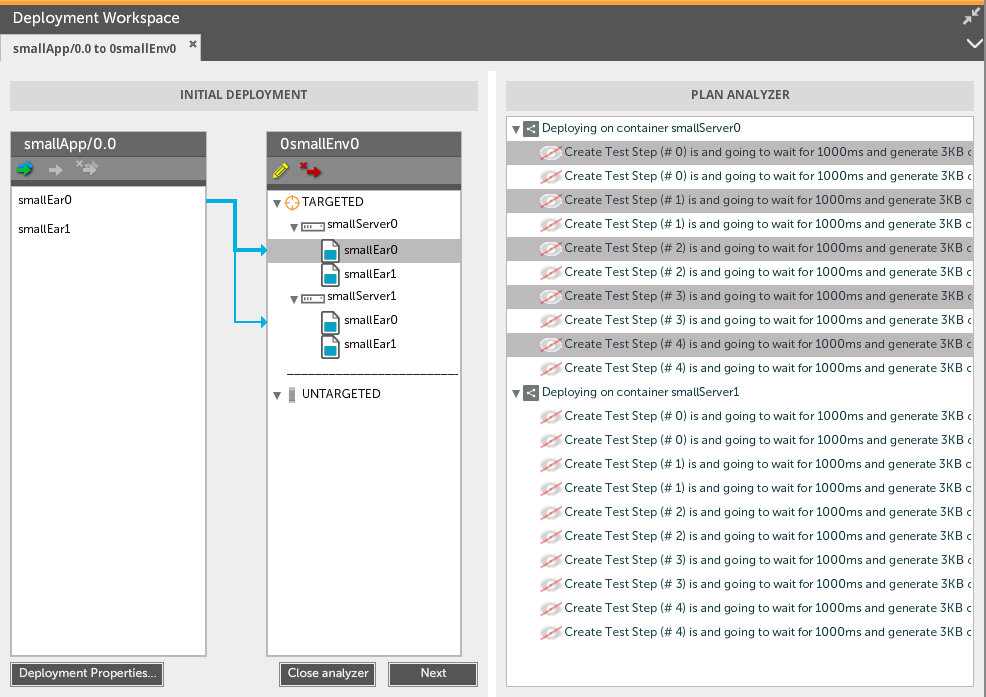 Deployment Workspace
smallApp/0.0 to 0smallEnv0
INITIAL DEPLOYMENT
smallApp/0.0
smallEar0
smallEar1
0smallEnv0
TARGETED
smallServer0
smallEar0
smallEar1
smallServer1
smallEar0
smallEar1
UNTARGETED
Deployment Properties...
Close analyzer
Next
PLAN ANALYZER
Deploying on container smallServer0
Create Test Step (# 0) is and going to wait for 1000ms and generate 3KB
Create Test Step (# 0) is and going to wait for 1000ms and generate 3KB
Create Test Step (# 1) is and going to wait for 1000ms and generate 3KB
Create Test Step (# 1) is and going to wait for 1000ms and generate 3KB
Create Test Step (# 2) is and going to wait for 1000ms and generate 3KB
Create Test Step (# 2) is and going to wait for 1000ms and generate 3KB
Create Test Step (# 3) is and going to wait for 1000ms and generate 3KB
Create Test Step (# 3) is and going to wait for 1000ms and generate 3KB
Create Test Step (# 4) is and going to wait for 1000ms and generate 3KB
Create Test Step (# 4) is and going to wait for 1000ms and generate 3KB
Deploying on container smallServer1
Create Test Step (# 0) is and going to wait for 1000ms and generate 3KB
Create Test Step (# 0) is and going to wait for 1000ms and generate 3KB
Create Test Step (# 1) is and going to wait for 1000ms and generate 3KB
Create Test Step (# 1) is and going to wait for 1000ms and generate 3KB
Create Test Step (# 2) is and going to wait for 1000ms and generate 3KB
Create Test Step (# 2) is and going to wait for 1000ms and generate 3KB
Create Test Step (# 3) is and going to wait for 1000ms and generate 3KB
Create Test Step (# 3) is and going to wait for 1000ms and generate 3KB
Create Test Step (# 4) is and going to wait for 1000ms and generate 3KB
Create Test Step (# 4) is and going to wait for 1000ms and generate 3KB